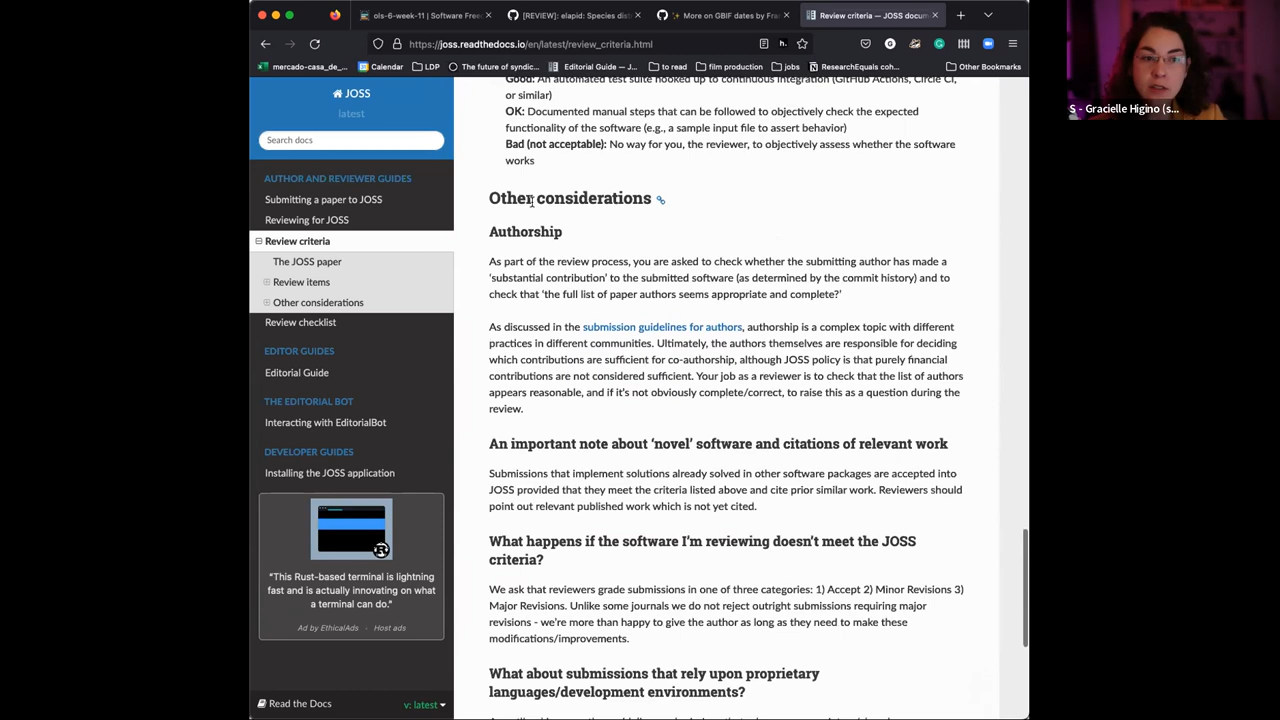 ols-6-week-11 | Software Free
[REVIEW]: elapid: Species dist
✨ More on GBIF dates by Fra
Review criteria — JOSS docum
https://joss.readthedocs.io/en/latest/review_criteria.html
mercado-casa_de_...
Calendar
LDP
The future of syndic...
Editorial Guide — J...
to read
film production
jobs
ResearchEquals coh...
Other Bookmarks
JOSS
latest
Search docs
AUTHOR AND REVIEWER GUIDES
Submitting a paper to JOSS
Reviewing for JOSS
Review criteria
The JOSS paper
Review items
Other considerations
Review checklist
EDITOR GUIDES
Editorial Guide
THE EDITORIAL BOT
Interacting with EditorialBot
DEVELOPER GUIDES
Installing the JOSS application
"This Rust-based terminal is lightning
fast and is actually innovating on what
a terminal can do."
Ad by EthicalAds · Host ads
Read the Docs
v: latest
Good: An automated test suite hooked up to continuous integration (GitHub Actions, Circle CI,
or similar)
OK: Documented manual steps that can be followed to objectively check the expected
functionality of the software (e.g., a sample input file to assert behavior)
Bad (not acceptable): No way for you, the reviewer, to objectively assess whether the software
works
Other considerations
Authorship
As part of the review process, you are asked to check whether the submitting author has made a
‘substantial contribution’ to the submitted software (as determined by the commit history) and to
check that ‘the full list of paper authors seems appropriate and complete?’
As discussed in the submission guidelines for authors, authorship is a complex topic with different
practices in different communities. Ultimately, the authors themselves are responsible for deciding
which contributions are sufficient for co-authorship, although JOSS policy is that purely financial
contributions are not considered sufficient. Your job as a reviewer is to check that the list of authors
appears reasonable, and if it's not obviously complete/correct, to raise this as a question during the
review.
An important note about ‘novel’ software and citations of relevant work
Submissions that implement solutions already solved in other software packages are accepted into
JOSS provided that they meet the criteria listed above and cite prior similar work. Reviewers should
point out relevant published work which is not yet cited.
What happens if the software I’m reviewing doesn’t meet the JOSS
criteria?
We ask that reviewers grade submissions in one of three categories: 1) Accept 2) Minor Revisions 3)
Major Revisions. Unlike some journals we do not reject outright submissions requiring major
revisions - we’re more than happy to give the author as long as they need to make these
modifications/improvements.
What about submissions that rely upon proprietary
languages/development environments?
S - Gracielle Higino (s...